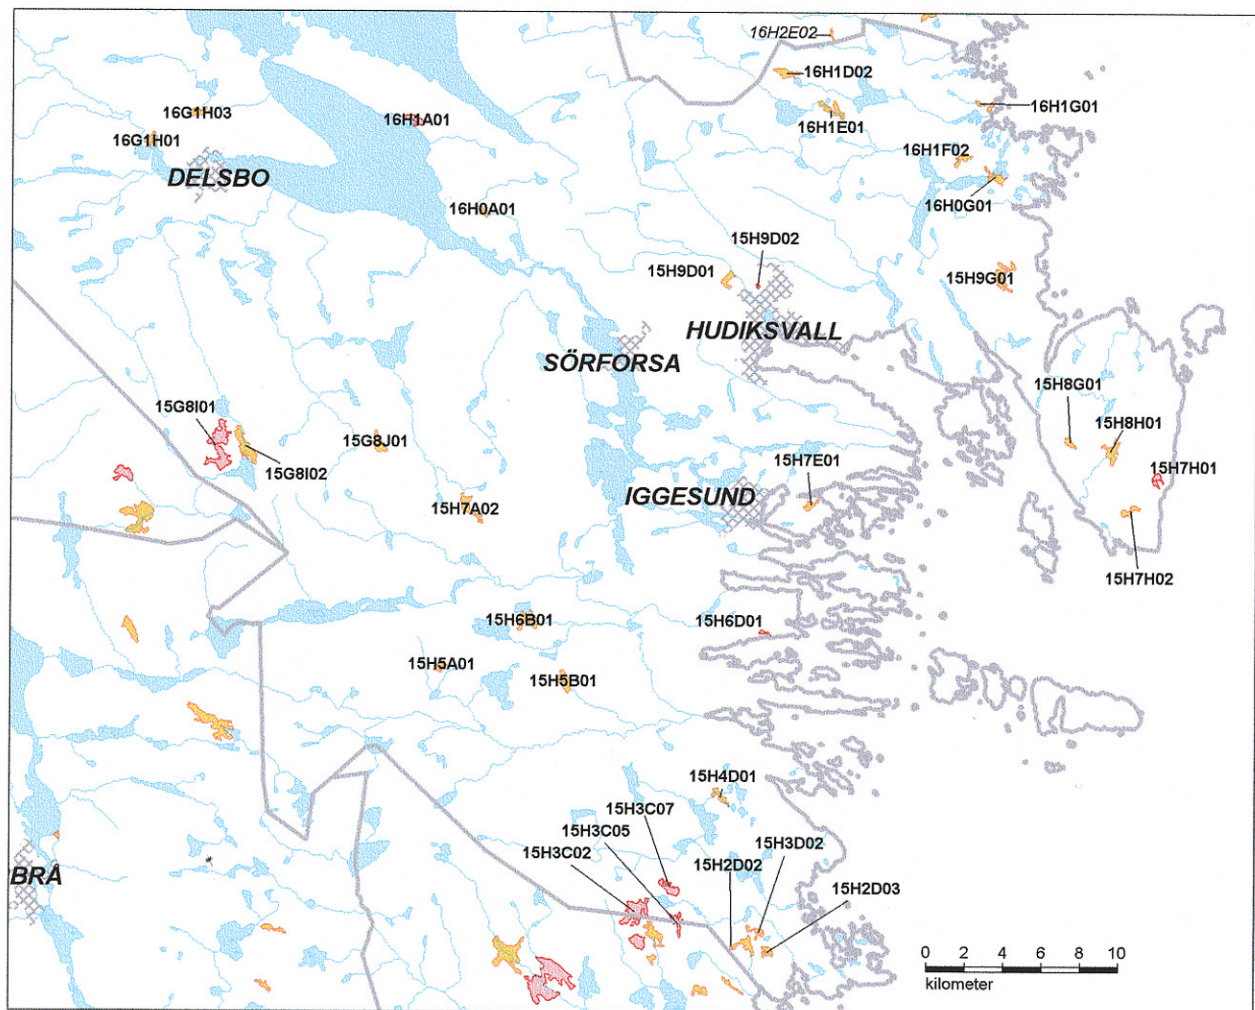 16H2E02
16H1D02
16G1H03
16H1A01
16H1G01
16H1E01
16G1H01
16H1F02
DELSBO
16H0A01
16H0G01
15H9D02
15H9D01
15H9G01
HUDIKSVALL
SÖRFORSA
15H8G01
15G8I01
15H8H01
15G8J01
15H7E01
15H7H01
15G8I02
IGGESUND
15H7A02
15H7H02
15H6B01
15H6D01
15H5A01
15H5B01
15H4D01
15H3C07
15H3C05
15H3D02
15H3C02
15H2D02
BRÅ
15H2D03
0 2 4 6 8 10
kilometer